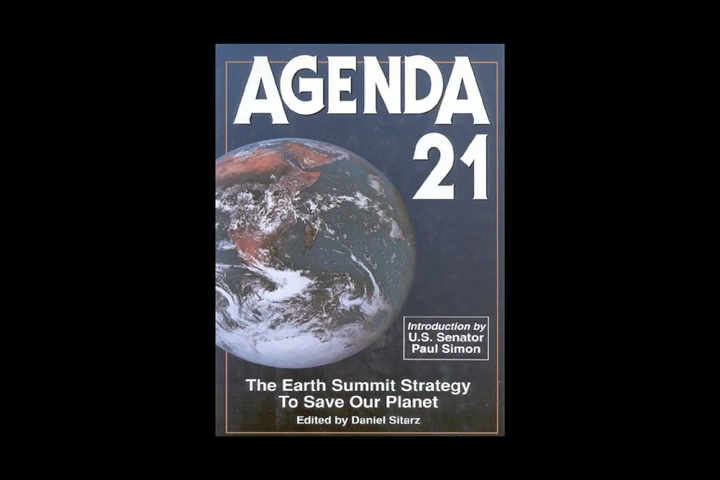 AGENDA
21
Introduction by
U.S. Senator
Paul Simon
The Earth Summit Strategy
To Save Our Planet
Edited by Daniel Sitarz